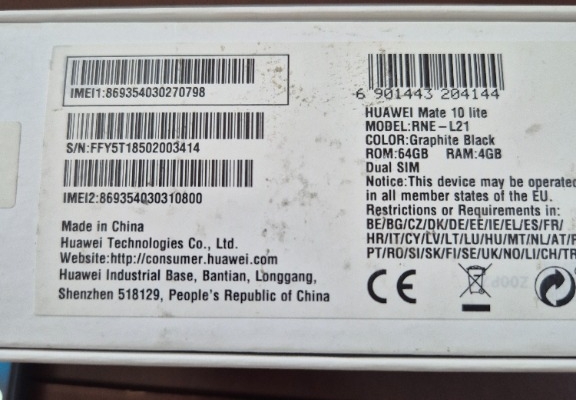 IMEI1:869354030270798
S/N:FFY5T18502003414
IMEI2:869354030310800
Made in China
Huawei Technologies Co., Ltd.
Website:http://consumer.huawei.com
Huawei Industrial Base, Bantian, Longgang,
Shenzhen 518129, People's Republic of China
6 901443 204144
HUAWEI Mate 10 lite
MODEL:RNE-L21
COLOR:Graphite Black
ROM:64GB RAM:4GB
Dual SIM
Notice:This device may be operated
in all member states of the EU.
Restrictions or Requirements in:
BE/BG/CZ/DK/DE/EE/IE/EL/ES/FR/
HR/IT/CY/LV/LT/LU/HU/MT/NL/AT/
PT/RO/SI/SK/FI/SE/UK/NO/LI/CH/TR
CE